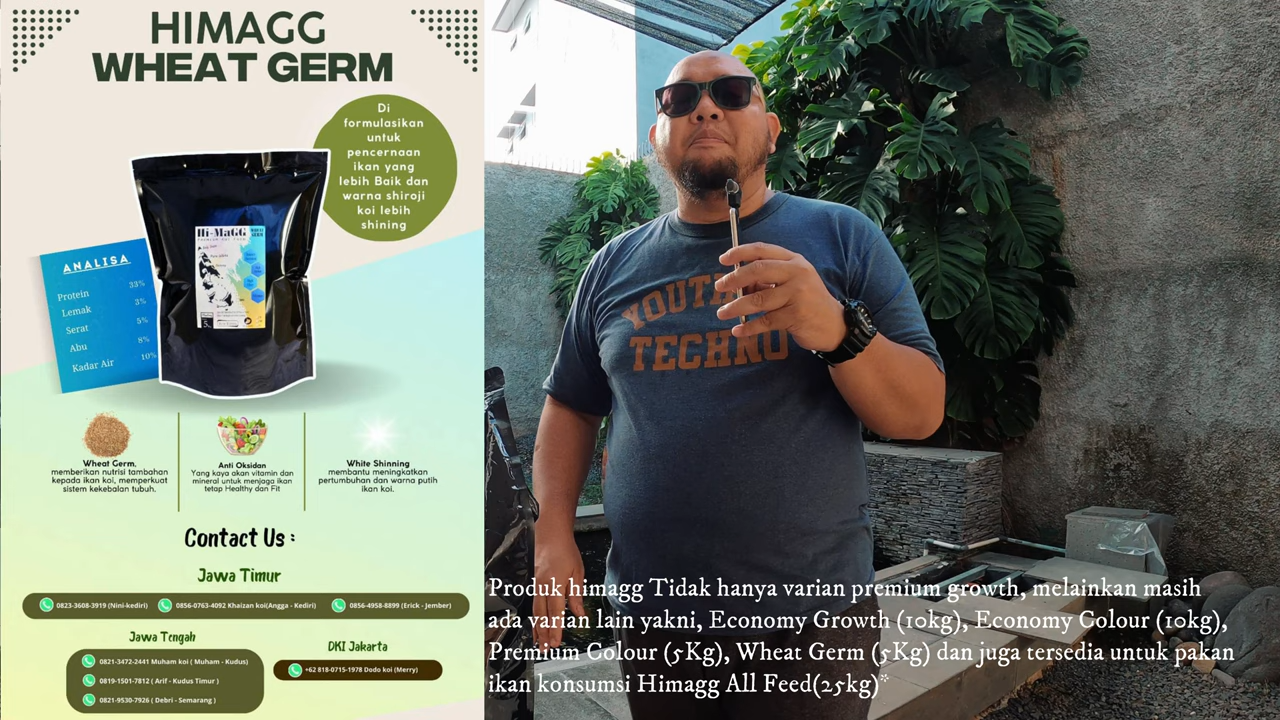 HIMAGG
WHEAT GERM
Di
formulasikan
untuk
pencernaan
ikan yang
lebih Baik dan
warna shiroji
koi lebih
shining
ANALISA
Protein 33%
Lemak 3%
Serat 5%
Abu 8%
Kadar Air 10%
Hi-MaGG
WHEAT GERM
5
Wheat Germ,
memberikan nutrisi tambahan
kepada ikan koi, memperkuat
sistem kekebalan tubuh.
Anti Oksidan
Yang kaya akan vitamin dan
mineral untuk menjaga ikan
tetap Healthy dan Fit
White Shinning
membantu meningkatkan
pertumbuhan dan warna putih
ikan koi.
Contact Us :
Jawa Timur
0823-3608-3919 (Nini-kediri)
0856-0763-4092 Khaizan koi(Angga - Kediri)
0856-4958-8899 (Erick - Jember)
Jawa Tengah
0821-3472-2441 Muham koi ( Muham - Kudus)
0819-1501-7812 ( Arif - Kudus Timur )
0821-9530-7926 ( Debri - Semarang )
DKI Jakarta
+62 818-0715-1978 Dodo koi (Merry)
YOUTH
TECHNO
Produk himagg Tidak hanya varian premium growth, melainkan masih
ada varian lain yakni, Economy Growth (10kg), Economy Colour (10kg),
Premium Colour (5Kg), Wheat Germ (5Kg) dan juga tersedia untuk pakan
ikan konsumsi Himagg All Feed(25kg)*